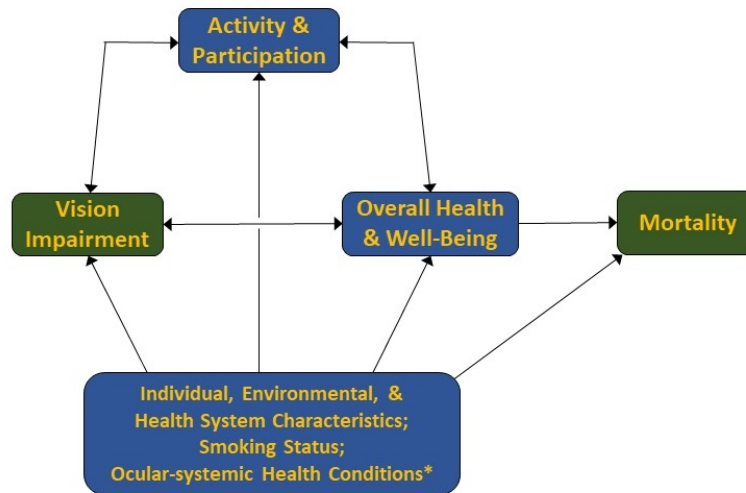 Activity &
Participation
Vision
Impairment
Overall Health
& Well-Being
Mortality
Individual, Environmental, &
Health System Characteristics;
Smoking Status;
Ocular-systemic Health Conditions*